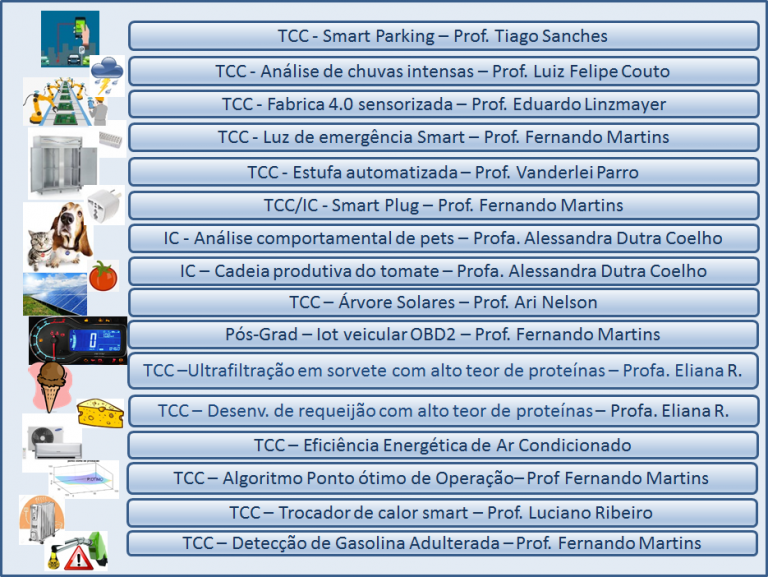 TCC - Smart Parking – Prof. Tiago Sanches
TCC - Análise de chuvas intensas – Prof. Luiz Felipe Couto
TCC - Fabrica 4.0 sensorizada – Prof. Eduardo Linzmayer
TCC - Luz de emergência Smart – Prof. Fernando Martins
TCC - Estufa automatizada – Prof. Vanderlei Parro
TCC/IC - Smart Plug – Prof. Fernando Martins
IC - Análise comportamental de pets – Profa. Alessandra Dutra Coelho
IC – Cadeia produtiva do tomate – Profa. Alessandra Dutra Coelho
TCC – Árvore Solares – Prof. Ari Nelson
Pós-Grad – Iot veicular OBD2 – Prof. Fernando Martins
TCC –Ultrafiltração em sorvete com alto teor de proteínas – Profa. Eliana R.
TCC – Desenv. de requeijão com alto teor de proteínas – Profa. Eliana R.
TCC – Eficiência Energética de Ar Condicionado
TCC – Algoritmo Ponto ótimo de Operação– Prof Fernando Martins
TCC – Trocador de calor smart – Prof. Luciano Ribeiro
TCC – Detecção de Gasolina Adulterada –Prof. Fernando Martins